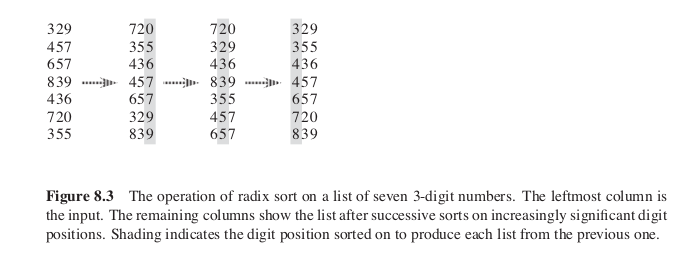 329 720 720 329
457 355 329 355
657 436 436 436
839 457 839 457
436 657 355 657
720 329 457 720
355 839 657 839
Figure 8.3 The operation of radix sort on a list of seven 3-digit numbers. The leftmost column is
the input. The remaining columns show the list after successive sorts on increasingly significant digit
positions. Shading indicates the digit position sorted on to produce each list from the previous one.